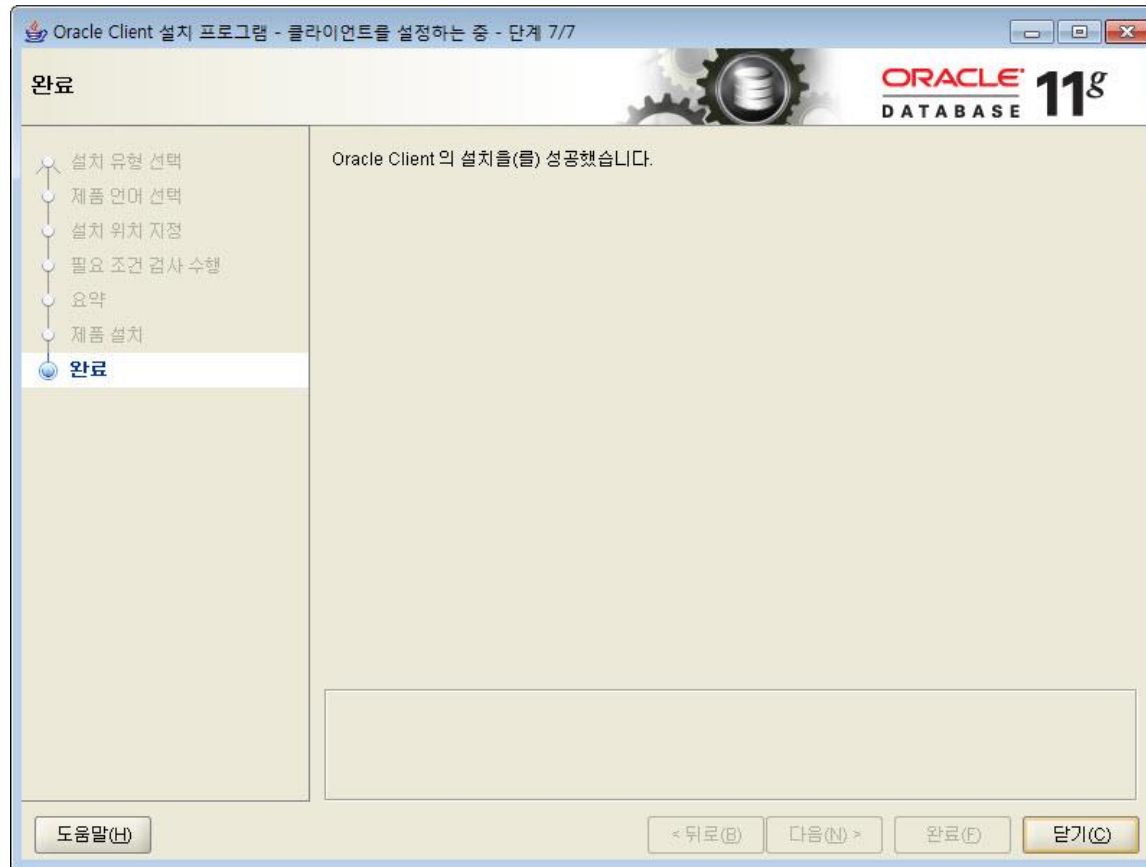 Oracle Client 설치 프로그램 - 클라이언트를 설정하는 중 - 단계 7/7
완료
ORACLE 11g
DATABASE
설치 유형 선택
제품 언어 선택
설치 위치 지정
필요 조건 검사 수행
요약
제품 설치
완료
Oracle Client 의 설치을(를) 성공했습니다.
도움말(H)
< 뒤로(B)
다음(N) >
완료(F)
닫기(C)